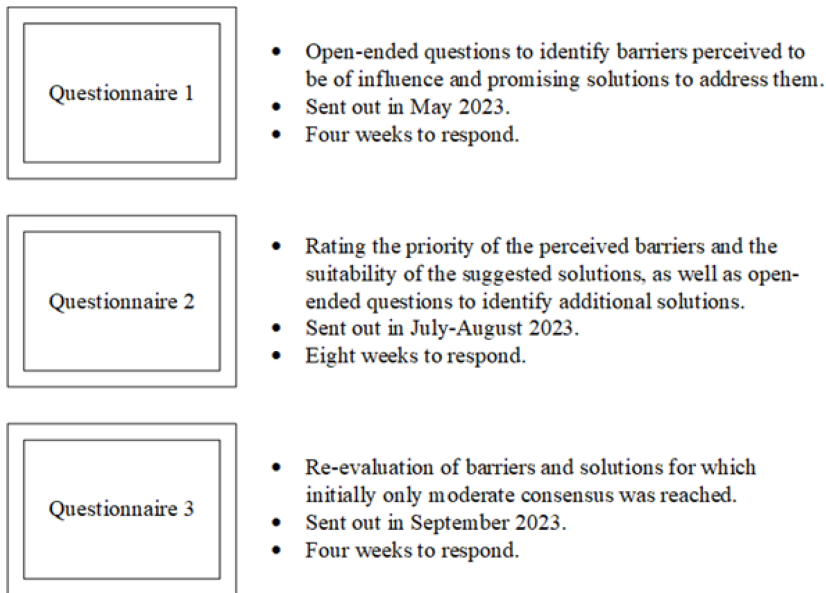 Questionnaire 1
• Open-ended questions to identify barriers perceived to
be of influence and promising solutions to address them.
• Sent out in May 2023.
• Four weeks to respond.
Questionnaire 2
• Rating the priority of the perceived barriers and the
suitability of the suggested solutions, as well as open-
ended questions to identify additional solutions.
• Sent out in July-August 2023.
• Eight weeks to respond.
Questionnaire 3
• Re-evaluation of barriers and solutions for which
initially only moderate consensus was reached.
• Sent out in September 2023.
• Four weeks to respond.